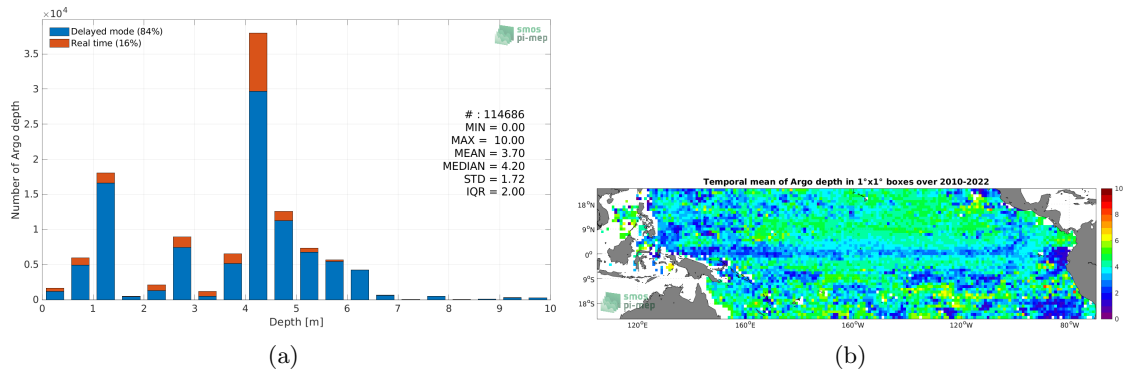 ×10⁴
Delayed mode (84%)
Real time (16%)
smos
pi-mep
3.5
3
2.5
2
1.5
1
0.5
0
Number of Argo depth
# : 114686
MIN = 0.00
MAX = 10.00
MEAN = 3.70
MEDIAN = 4.20
STD = 1.72
IQR = 2.00
0 1 2 3 4 5 6 7 8 9 10
Depth [m]
(a)
Temporal mean of Argo depth in 1°x1° boxes over 2010-2022
18°N
9°N
0°
9°S
18°S
smos
pi-mep
120°E 160°E 160°W 120°W 80°W
10
8
6
4
2
0
(b)